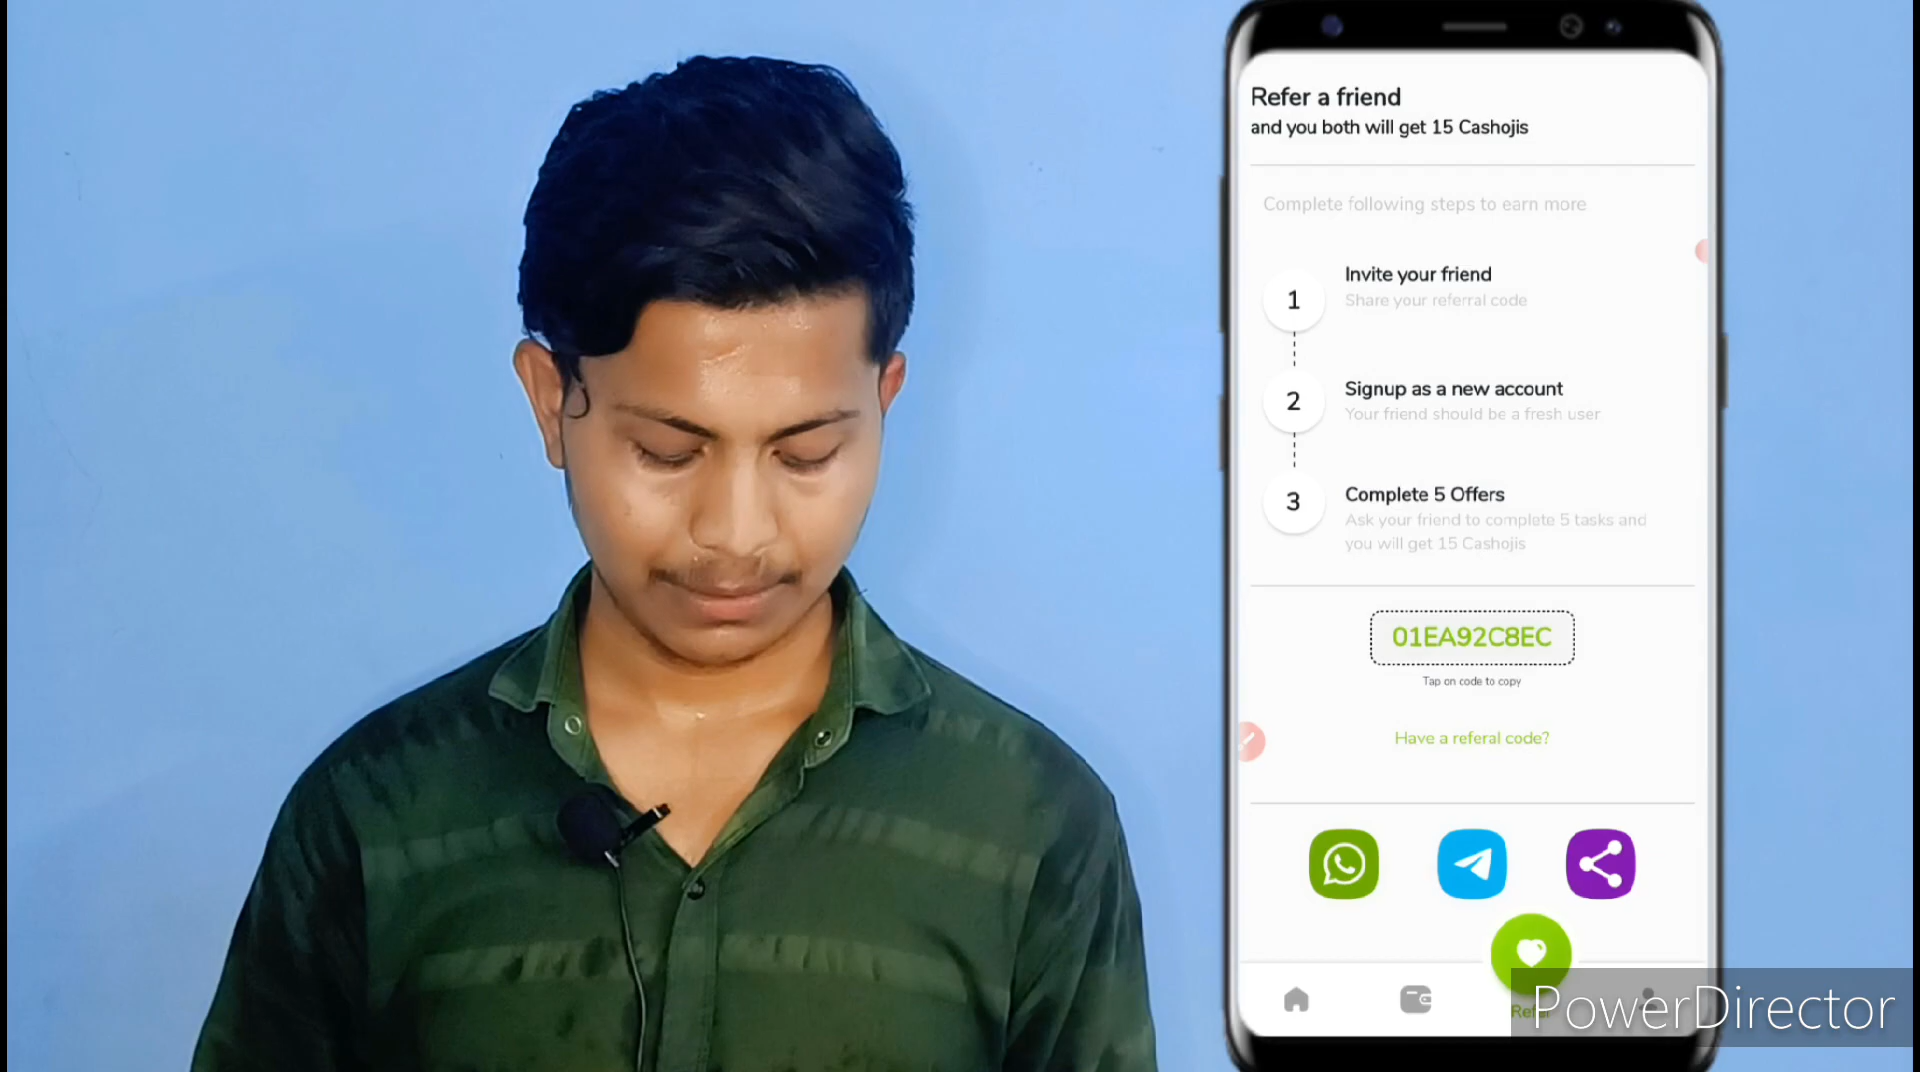 Refer a friend
and you both will get 15 Cashojis
Complete following steps to earn more
1
Invite your friend
Share your referral code
2
Signup as a new account
Your friend should be a fresh user
3
Complete 5 Offers
Ask your friend to complete 5 tasks and
you will get 15 Cashojis
01EA92C8EC
Tap on code to copy
Have a referal code?
Refer
PowerDirector